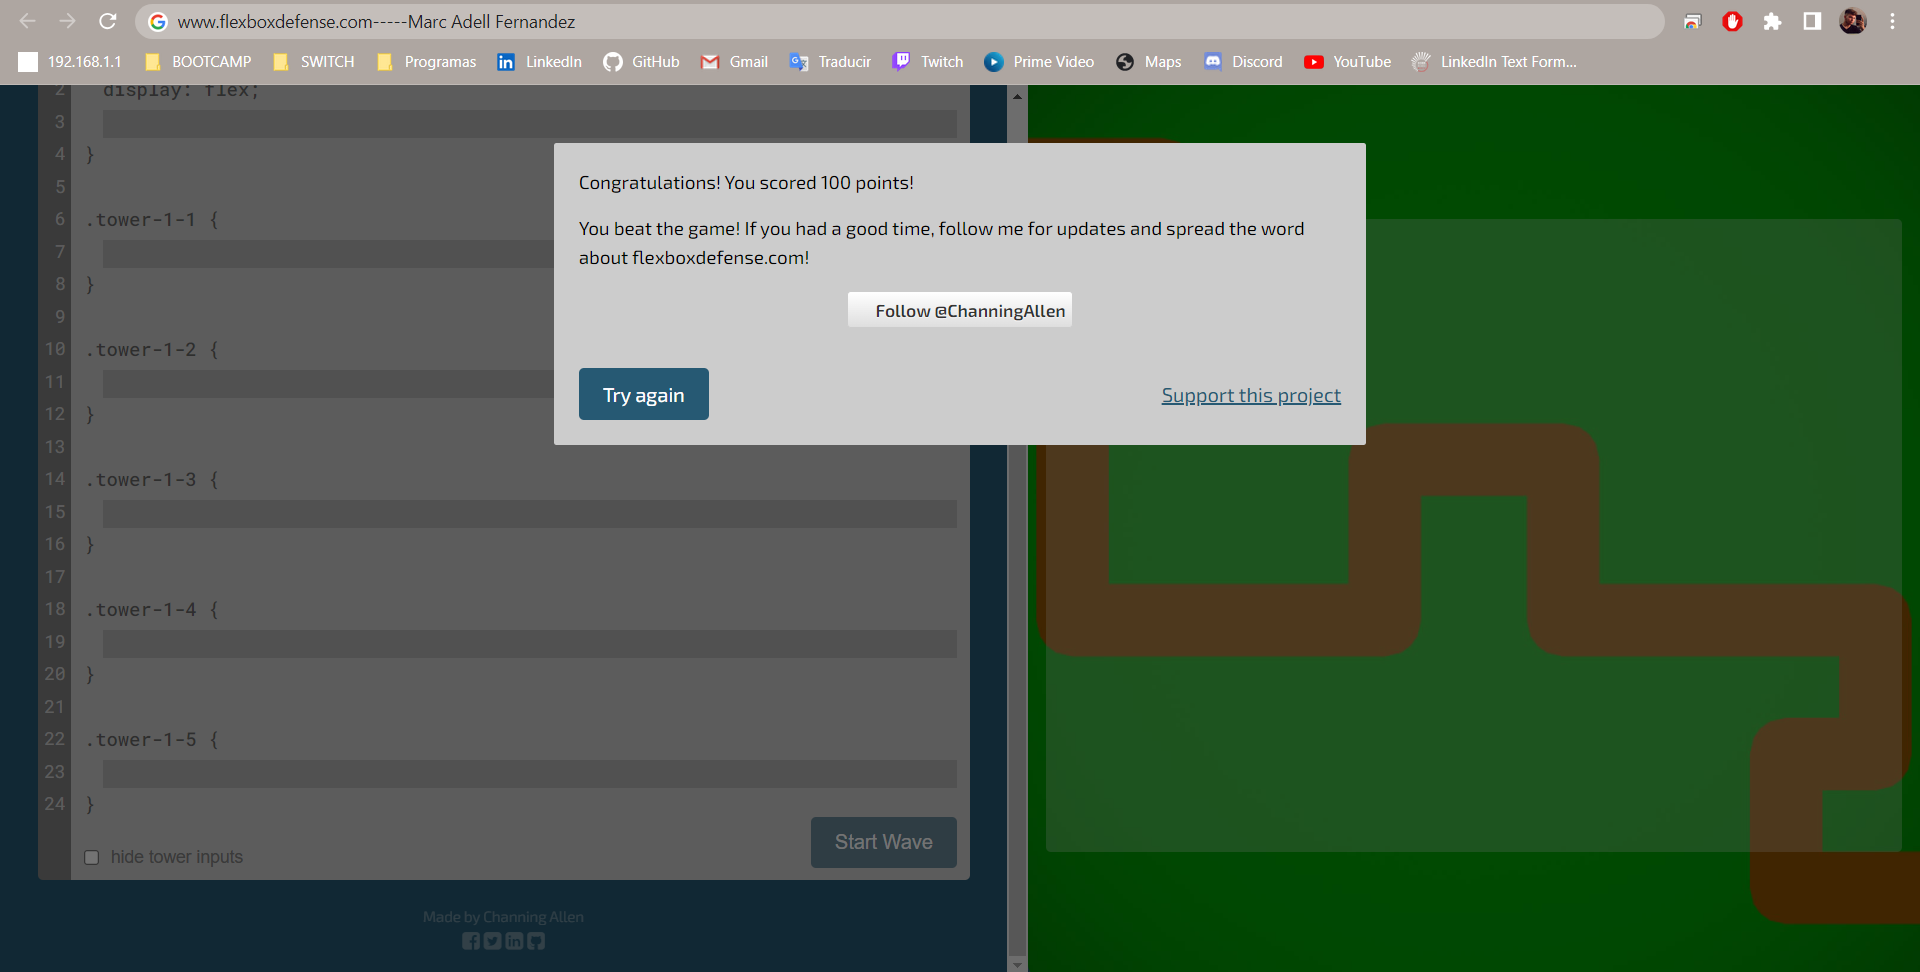 www.flexboxdefense.com-----Marc Adell Fernandez
192.168.1.1 BOOTCAMP SWITCH Programas LinkedIn GitHub Gmail Traducir Twitch Prime Video Maps Discord YouTube LinkedIn Text Form...
2 display: flex;
3
4 }
5
6 .tower-1-1 {
7
8 }
9
10 .tower-1-2 {
11
12 }
13
14 .tower-1-3 {
15
16 }
17
18 .tower-1-4 {
19
20 }
21
22 .tower-1-5 {
23
24 }
hide tower inputs
Start Wave
Made by Channing Allen
Congratulations! You scored 100 points!
You beat the game! If you had a good time, follow me for updates and spread the word
about flexboxdefense.com!
Follow @ChanningAllen
Try again
Support this project